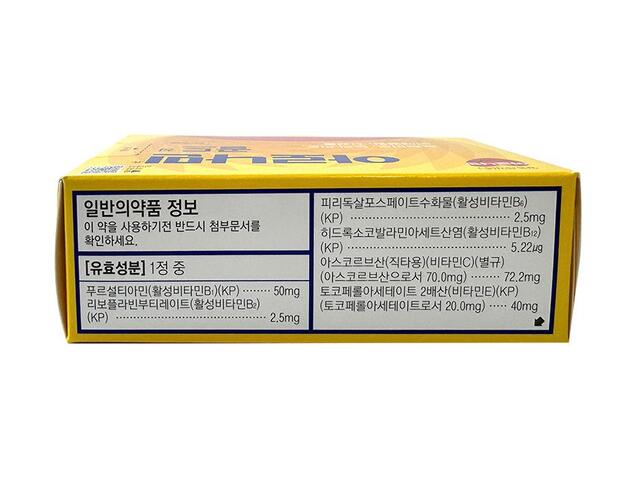 아로나민
골드
일반의약품 정보
이 약을 사용하기전 반드시 첨부문서를
확인하세요.
[유효성분] 1정 중
푸르설티아민(활성비타민B₁)(KP) ········ 50mg
리보플라빈부티레이트(활성비타민B₂)
(KP) ················································ 2.5mg
피리독살포스페이트수화물(활성비타민B₆)
(KP) ················································ 2.5mg
히드록소코발라민아세트산염(활성비타민B₁₂)
(KP) ················································ 5.22㎍
아스코르브산(직타용)(비타민C)(별규)
(아스코르브산으로서 70.0mg) ········ 72.2mg
토코페롤아세테이트 2배산(비타민E)(KP)
(토코페롤아세테이트로서 20.0mg) ····· 40mg